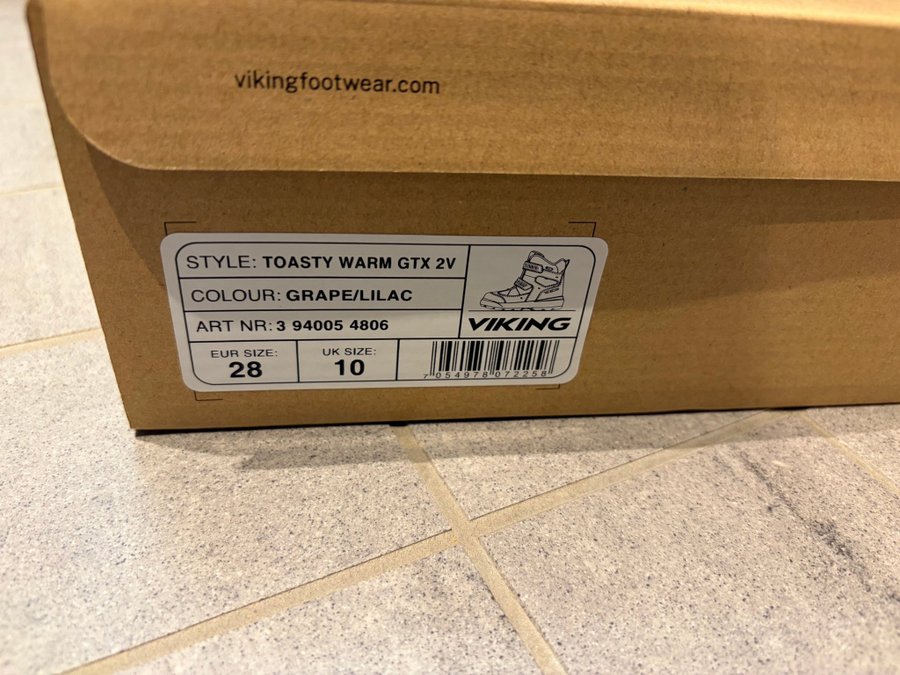 vikingfootwear.com
STYLE: TOASTY WARM GTX 2V
COLOUR: GRAPE/LILAC
ART NR: 3 94005 4806
VIKING
EUR SIZE:
28
UK SIZE:
10
7 054978 072258